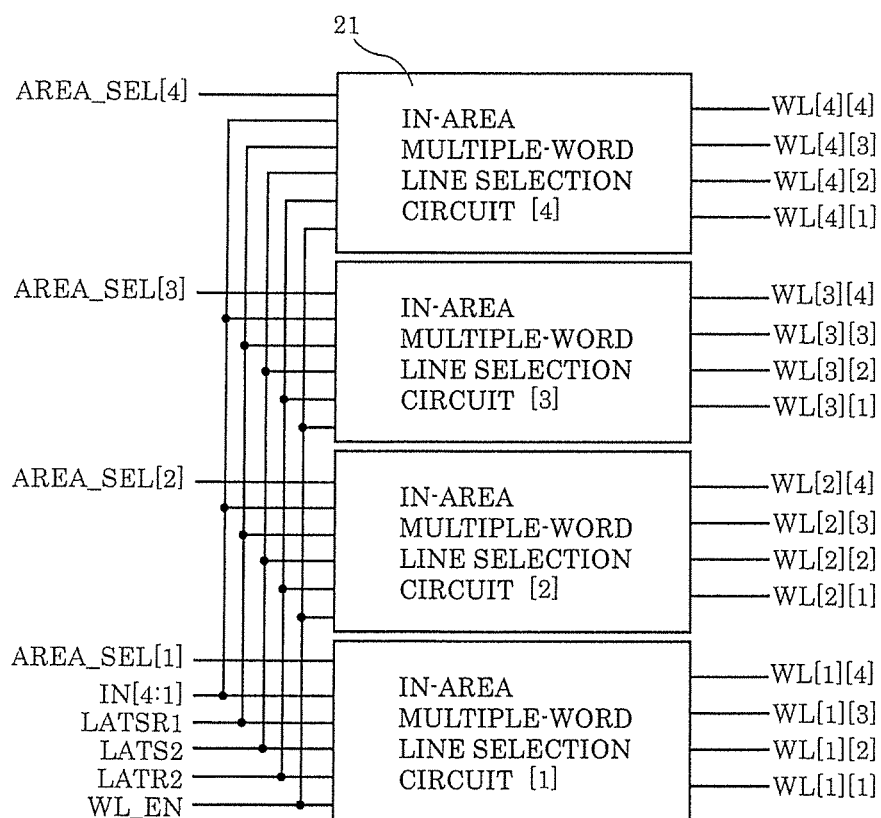 21
AREA_SEL[4]
IN-AREA
MULTIPLE-WORD
LINE SELECTION
CIRCUIT [4]
WL[4][4]
WL[4][3]
WL[4][2]
WL[4][1]
AREA_SEL[3]
IN-AREA
MULTIPLE-WORD
LINE SELECTION
CIRCUIT [3]
WL[3][4]
WL[3][3]
WL[3][2]
WL[3][1]
AREA_SEL[2]
IN-AREA
MULTIPLE-WORD
LINE SELECTION
CIRCUIT [2]
WL[2][4]
WL[2][3]
WL[2][2]
WL[2][1]
AREA_SEL[1]
IN[4:1]
LATSR1
LATS2
LATR2
WL_EN
IN-AREA
MULTIPLE-WORD
LINE SELECTION
CIRCUIT [1]
WL[1][4]
WL[1][3]
WL[1][2]
WL[1][1]